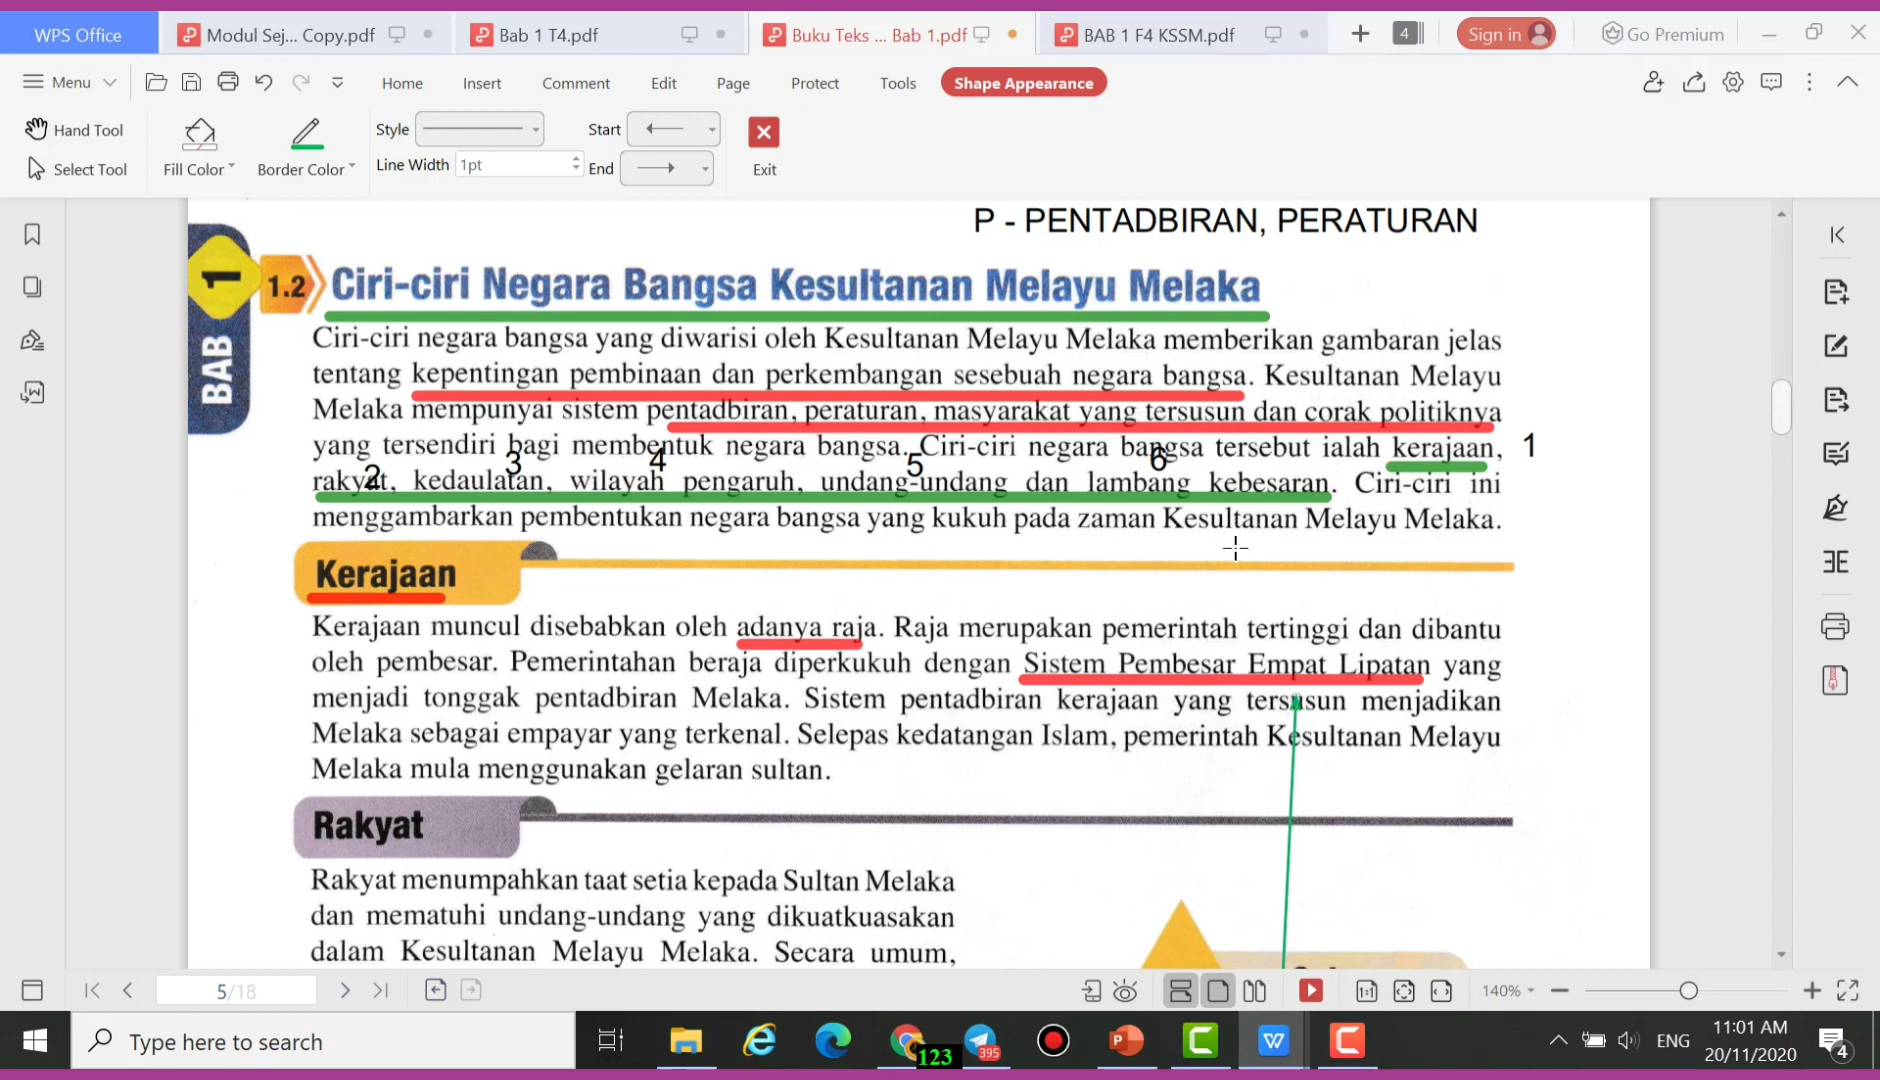 WPS Office
Modul Sej... Copy.pdf
Bab 1 T4.pdf
Buku Teks ... Bab 1.pdf
BAB 1 F4 KSSM.pdf
4
Sign in
Go Premium
Menu
Home
Insert
Comment
Edit
Page
Protect
Tools
Shape Appearance
Hand Tool
Select Tool
Fill Color
Border Color
Style
Line Width 1pt
Start
End
Exit
P - PENTADBIRAN, PERATURAN
BAB 1
1.2 Ciri-ciri Negara Bangsa Kesultanan Melayu Melaka
Ciri-ciri negara bangsa yang diwarisi oleh Kesultanan Melayu Melaka memberikan gambaran jelas
tentang kepentingan pembinaan dan perkembangan sesebuah negara bangsa. Kesultanan Melayu
Melaka mempunyai sistem pentadbiran, peraturan, masyarakat yang tersusun dan corak politiknya
yang tersendiri bagi membentuk negara bangsa. Ciri-ciri negara bangsa tersebut ialah kerajaan, 1
2 3 4 5 6
rakyat, kedaulatan, wilayah pengaruh, undang-undang dan lambang kebesaran. Ciri-ciri ini
menggambarkan pembentukan negara bangsa yang kukuh pada zaman Kesultanan Melayu Melaka.
Kerajaan
Kerajaan muncul disebabkan oleh adanya raja. Raja merupakan pemerintah tertinggi dan dibantu
oleh pembesar. Pemerintahan beraja diperkukuh dengan Sistem Pembesar Empat Lipatan yang
menjadi tonggak pentadbiran Melaka. Sistem pentadbiran kerajaan yang tersusun menjadikan
Melaka sebagai empayar yang terkenal. Selepas kedatangan Islam, pemerintah Kesultanan Melayu
Melaka mula menggunakan gelaran sultan.
Rakyat
Rakyat menumpahkan taat setia kepada Sultan Melaka
dan mematuhi undang-undang yang dikuatkuasakan
dalam Kesultanan Melayu Melaka. Secara umum,
5/18
140%
Type here to search
123
395
ENG
11:01 AM
20/11/2020
4